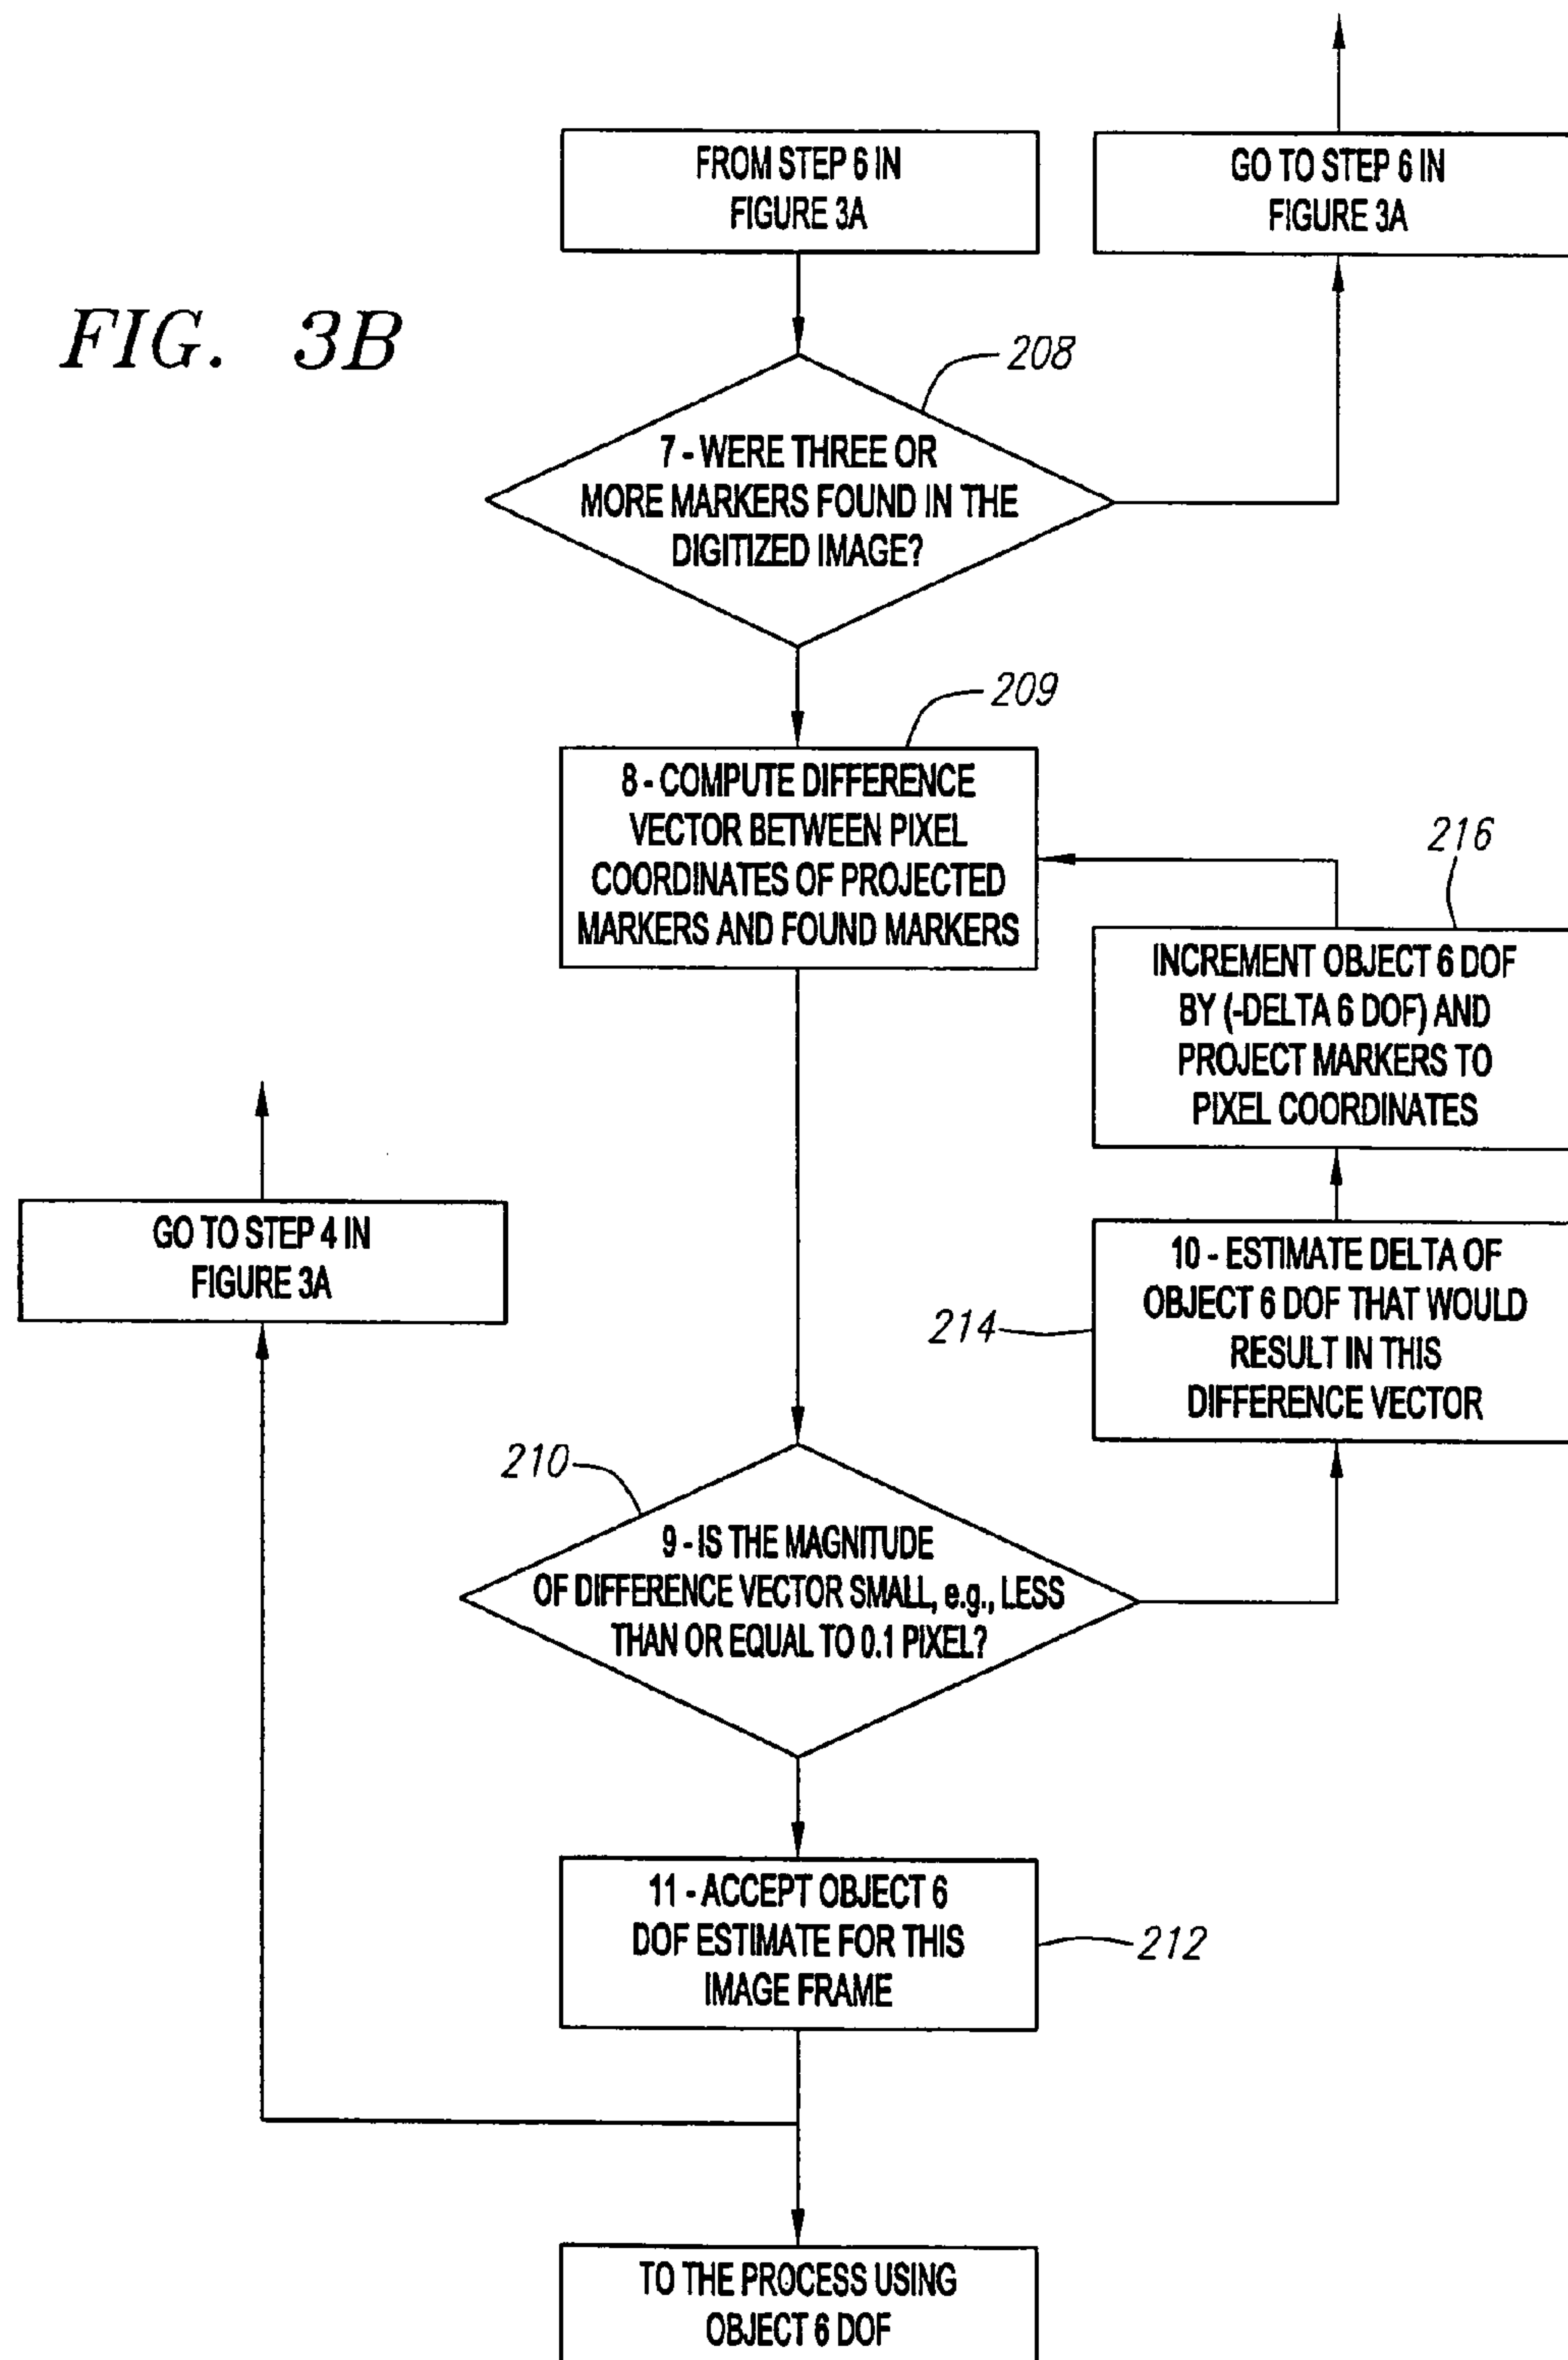 FROM STEP 6 IN
FIGURE 3A
GO TO STEP 6 IN
FIGURE 3A
FIG. 3B
208
7 - WERE THREE OR
MORE MARKERS FOUND IN THE
DIGITIZED IMAGE?
209
8 - COMPUTE DIFFERENCE
VECTOR BETWEEN PIXEL
COORDINATES OF PROJECTED
MARKERS AND FOUND MARKERS
216
INCREMENT OBJECT 6 DOF
BY (-DELTA 6 DOF) AND
PROJECT MARKERS TO
PIXEL COORDINATES
GO TO STEP 4 IN
FIGURE 3A
214
10 - ESTIMATE DELTA OF
OBJECT 6 DOF THAT WOULD
RESULT IN THIS
DIFFERENCE VECTOR
210
9 - IS THE MAGNITUDE
OF DIFFERENCE VECTOR SMALL, e.g., LESS
THAN OR EQUAL TO 0.1 PIXEL?
11 - ACCEPT OBJECT 6
DOF ESTIMATE FOR THIS
IMAGE FRAME
212
TO THE PROCESS USING
OBJECT 6 DOF